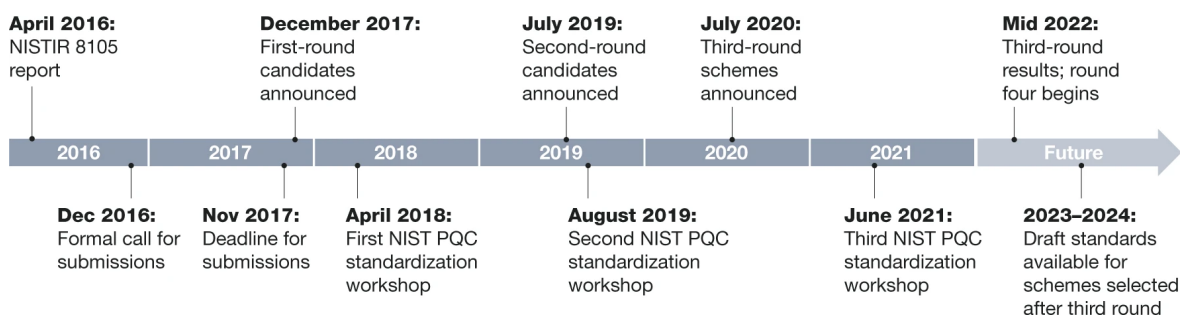 April 2016:
NISTIR 8105
report
December 2017:
First-round
candidates
announced
July 2019:
Second-round
candidates
announced
July 2020:
Third-round
schemes
announced
Mid 2022:
Third-round
results; round
four begins
2016
2017
2018
2019
2020
2021
Future
Dec 2016:
Formal call for
submissions
Nov 2017:
Deadline for
submissions
April 2018:
First NIST PQC
standardization
workshop
August 2019:
Second NIST PQC
standardization
workshop
June 2021:
Third NIST PQC
standardization
workshop
2023–2024:
Draft standards
available for
schemes selected
after third round